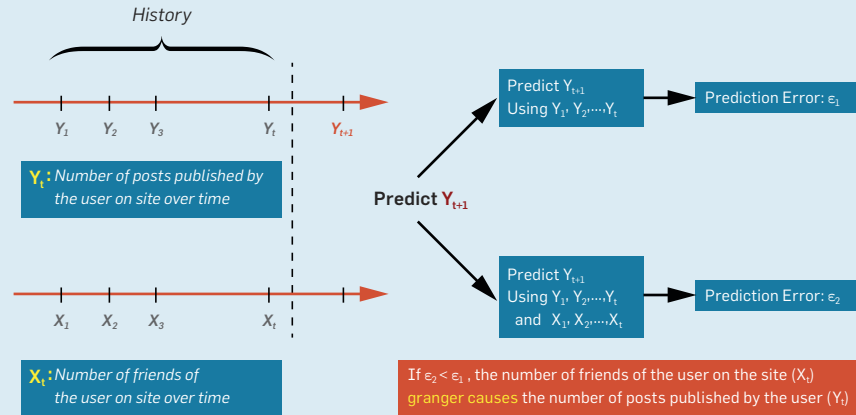 History
Y₁ Y₂ Y₃ Yₜ Yₜ₊₁
Yₜ: Number of posts published by
the user on site over time
X₁ X₂ X₃ Xₜ
Xₜ: Number of friends of
the user on site over time
Predict Yₜ₊₁
Predict Yₜ₊₁
Using Y₁, Y₂,...,Yₜ
Prediction Error: ε₁
Predict Yₜ₊₁
Using Y₁, Y₂,...,Yₜ
and X₁, X₂,...,Xₜ
Prediction Error: ε₂
If ε₂ < ε₁ , the number of friends of the user on the site (Xₜ)
granger causes the number of posts published by the user (Yₜ)